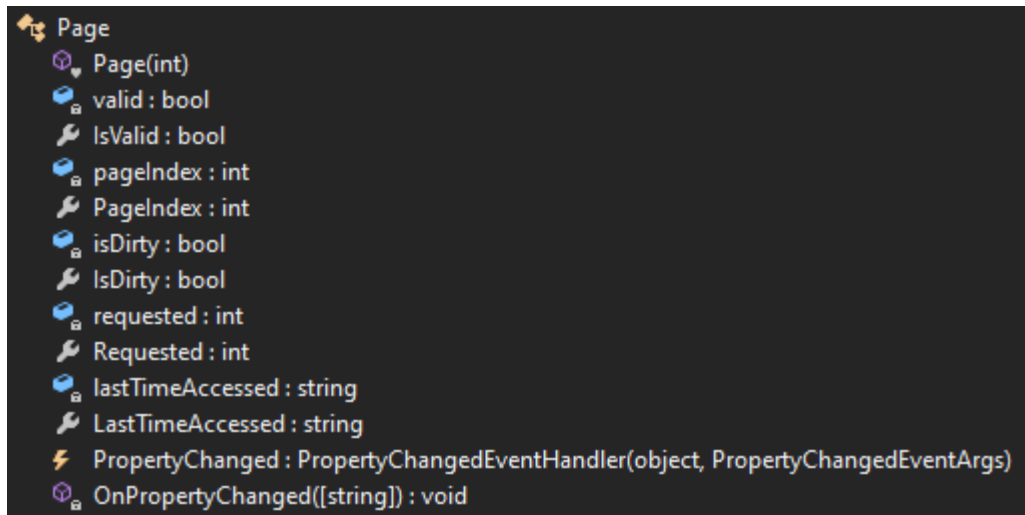 Page
Page(int)
valid : bool
IsValid : bool
pageIndex : int
PageIndex : int
isDirty : bool
IsDirty : bool
requested : int
Requested : int
lastTimeAccessed : string
LastTimeAccessed : string
PropertyChanged : PropertyChangedEventHandler(object, PropertyChangedEventArgs)
OnPropertyChanged([string]) : void